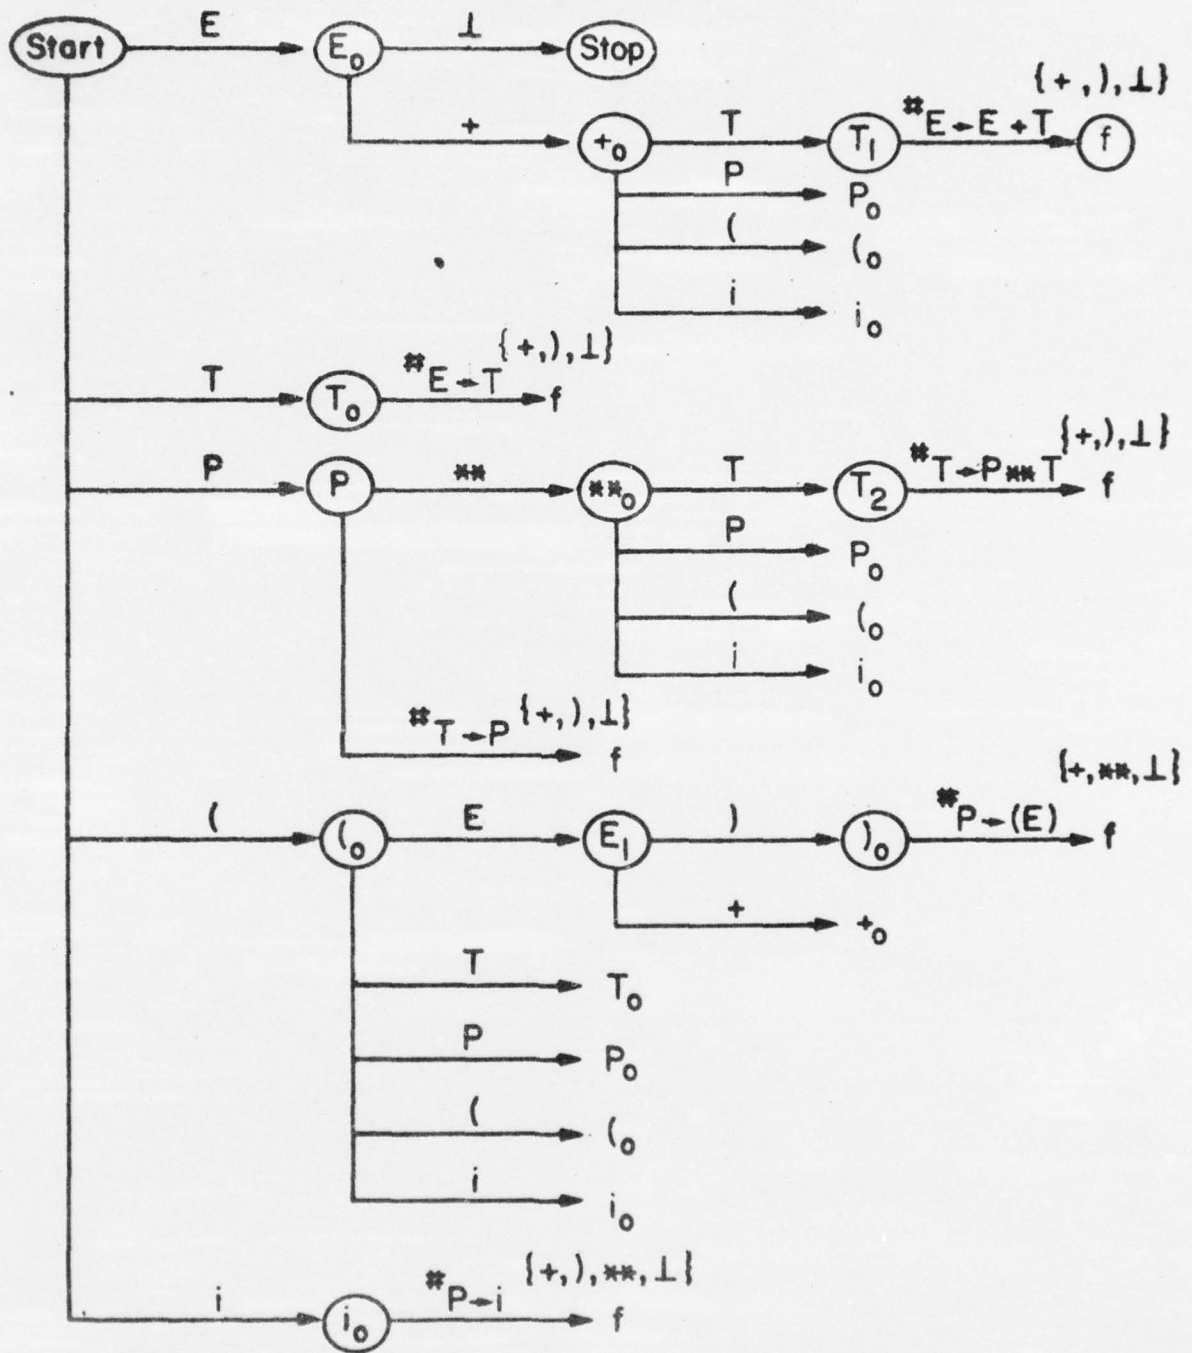 Start E E₀ ⊥ Stop
+ +₀ T T₁ #E→E+T {+,),⊥} f
P P₀
( (₀
i i₀
T T₀ #E→T {+,),⊥} f
P P ** **₀ T T₂ #T→P**T {+,),⊥} f
P P₀
( (₀
i i₀
#T→P {+,),⊥} f
( (₀ E E₁ ) )₀ #P→(E) {+,**,⊥} f
+ +₀
T T₀
P P₀
( (₀
i i₀
i i₀ #P→i {+,),**,⊥} f